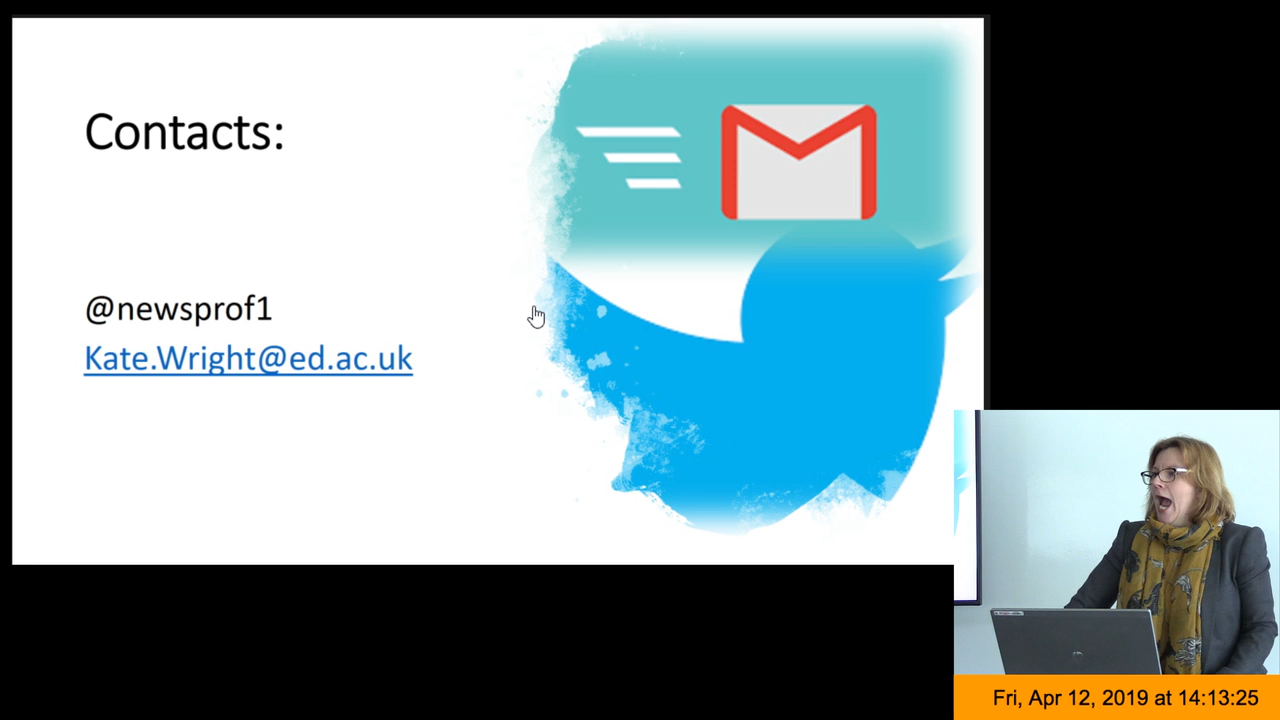 Contacts:
@newsprof1
Kate.Wright@ed.ac.uk
Fri, Apr 12, 2019 at 14:13:25